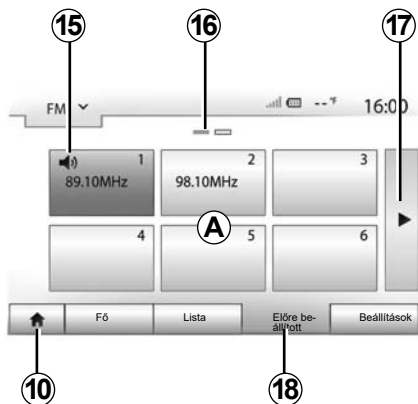 15
16
17
FM
--°F
16:00
1
89.10MHz
2
98.10MHz
3
4
A
5
6
Fő
Lista
Előre be-
állított
Beállítások
10
18